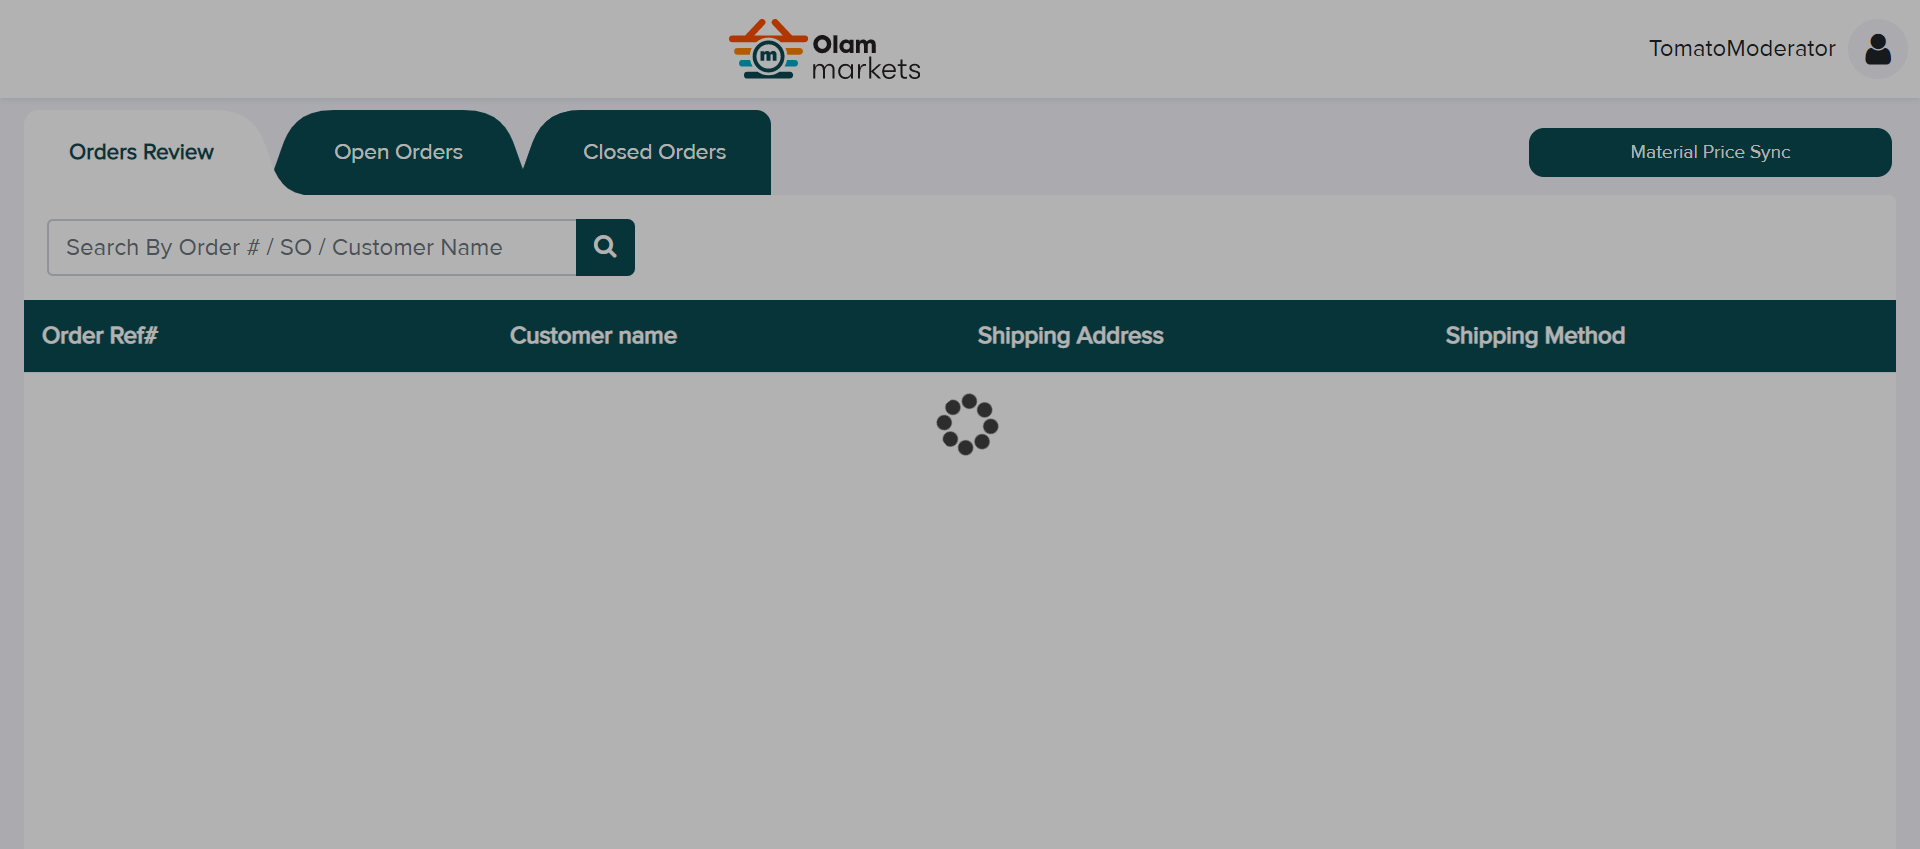 m
Olam
markets
TomatoModerator
Orders Review
Open Orders
Closed Orders
Material Price Sync
Search By Order # / SO / Customer Name
Order Ref#
Customer name
Shipping Address
Shipping Method